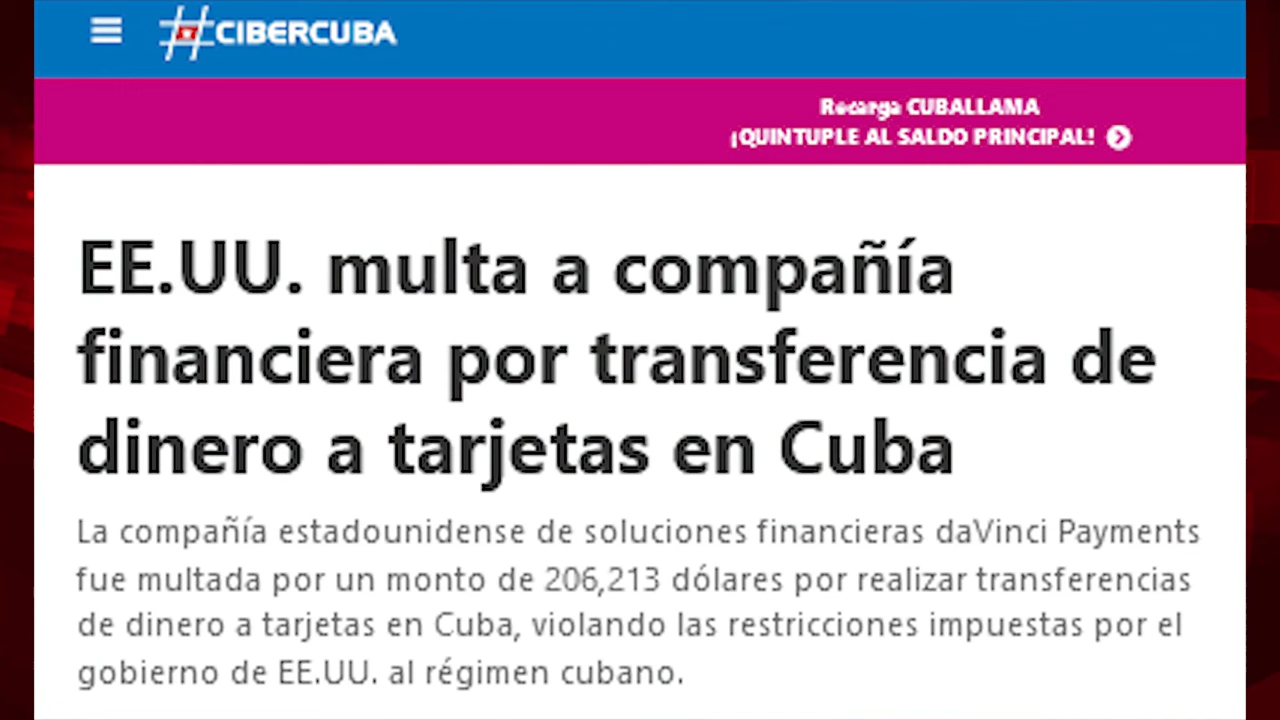 #CIBERCUBA
Recarga CUBALLAMA
¡QUINTUPLE AL SALDO PRINCIPAL!
EE.UU. multa a compañía
financiera por transferencia de
dinero a tarjetas en Cuba
La compañía estadounidense de soluciones financieras daVinci Payments
fue multada por un monto de 206,213 dólares por realizar transferencias
de dinero a tarjetas en Cuba, violando las restricciones impuestas por el
gobierno de EE.UU. al régimen cubano.